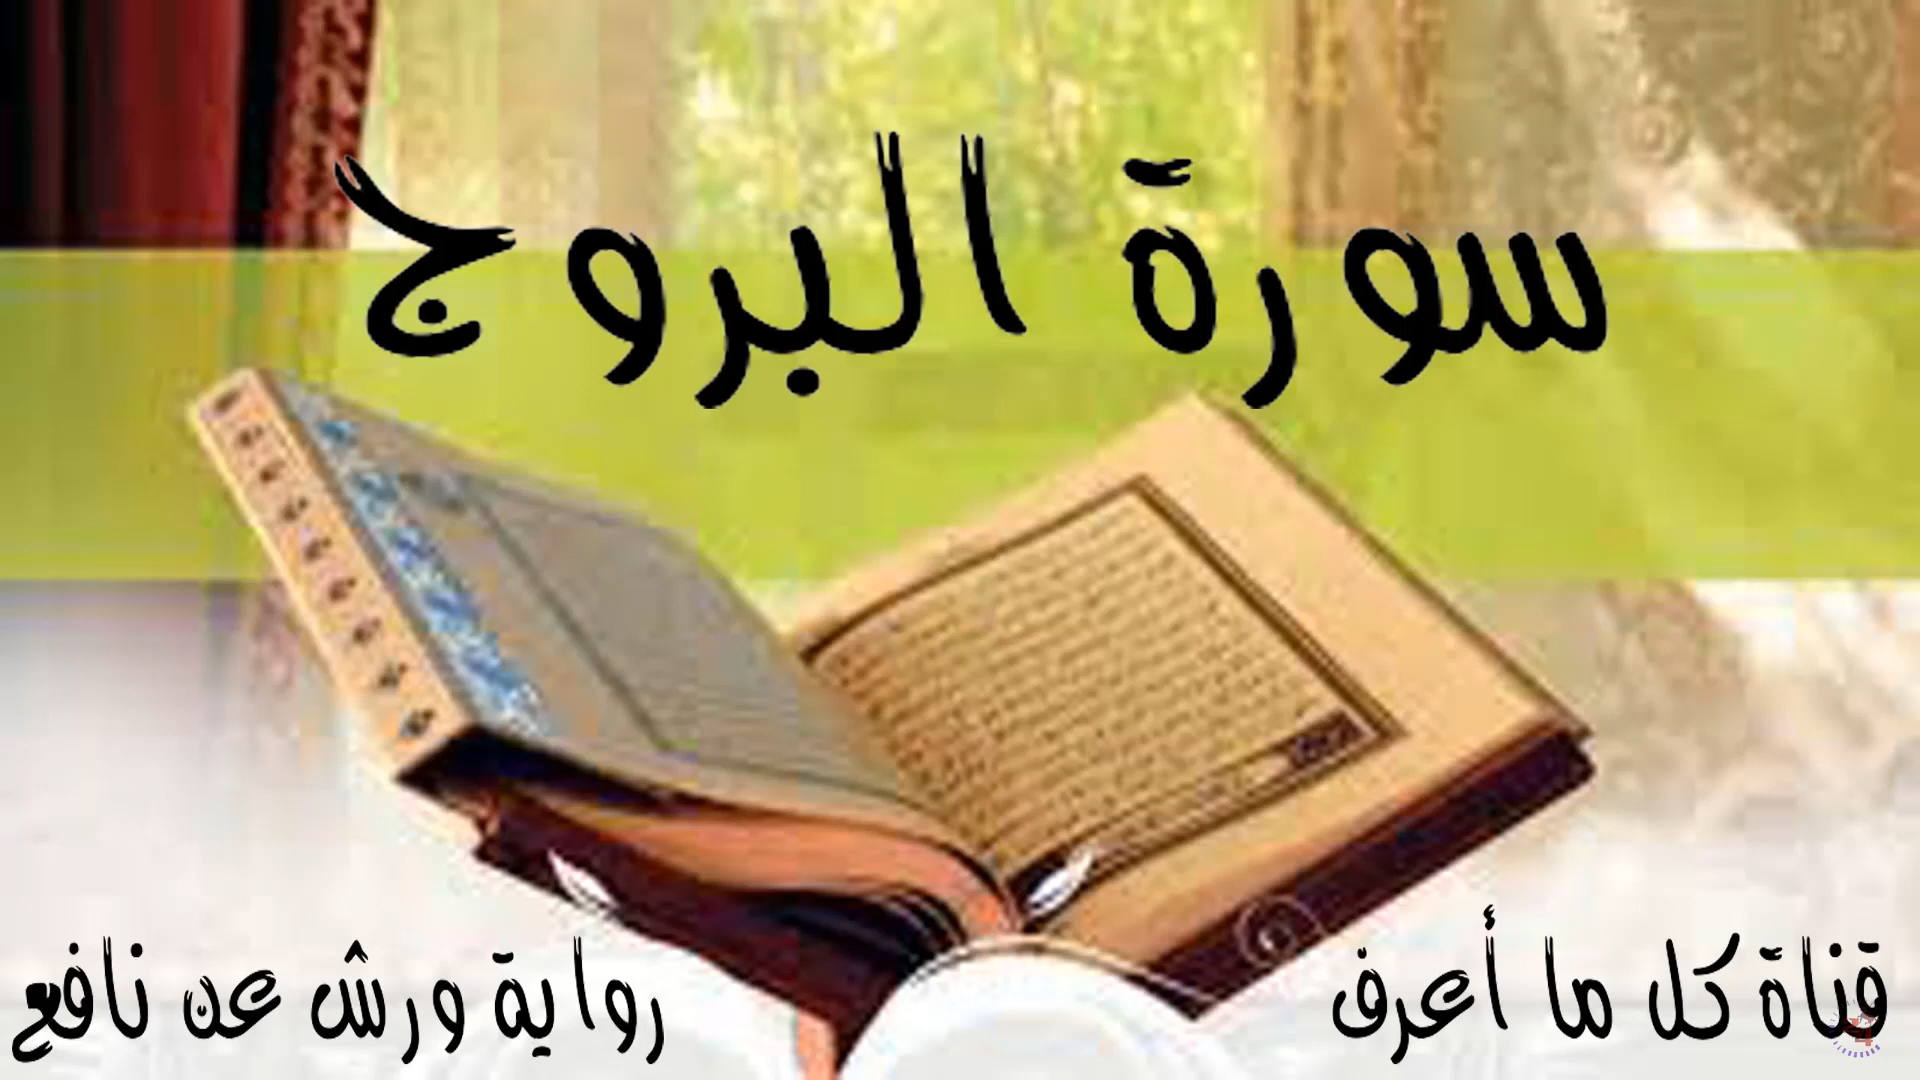 سورة البروج
قناة كل ما أعرف
رواية ورش عن نافع